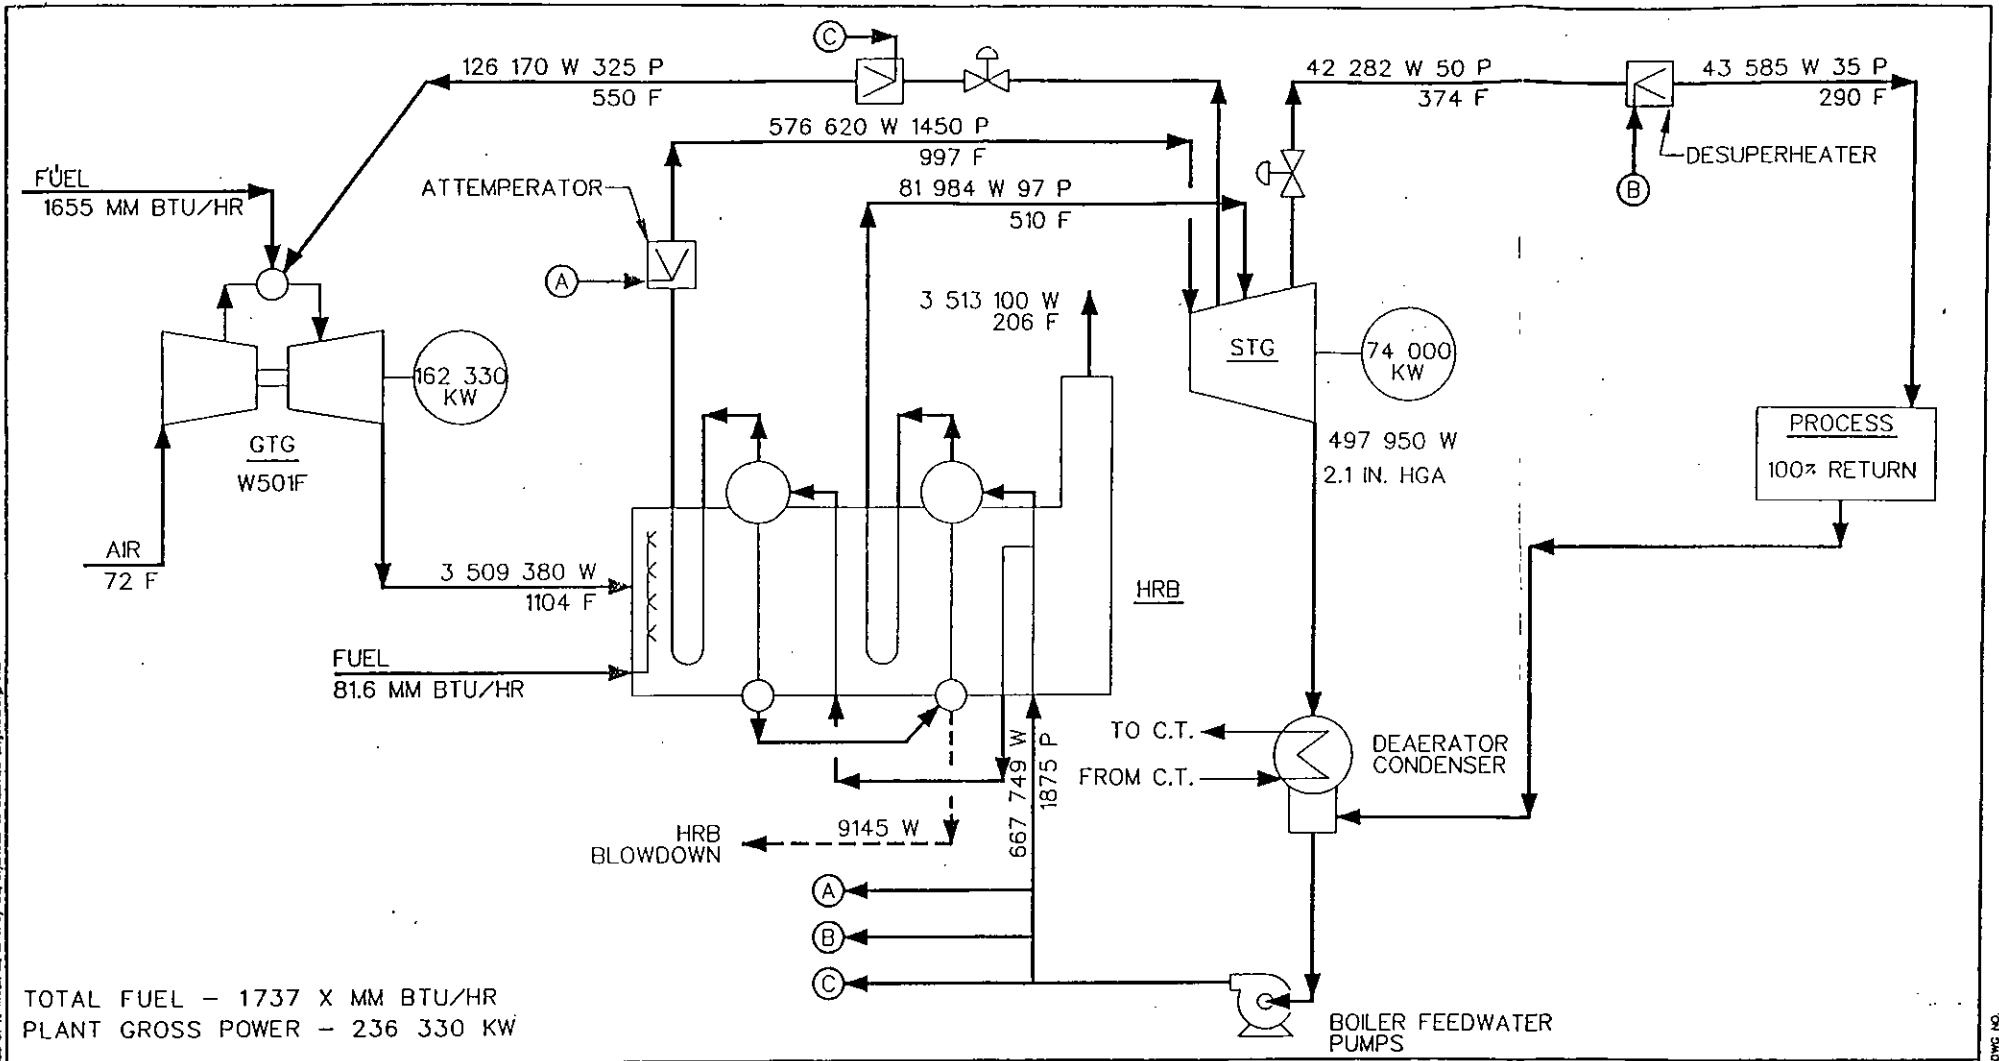 C
126 170 W 325 P
550 F
42 282 W 50 P
374 F
43 585 W 35 P
290 F
576 620 W 1450 P
997 F
DESUPERHEATER
B
FUEL
1655 MM BTU/HR
ATTEMPERATOR
81 984 W 97 P
510 F
A
3 513 100 W
206 F
STG
74 000
KW
162 330
KW
GTG
W501F
497 950 W
2.1 IN. HGA
PROCESS
100% RETURN
AIR
72 F
3 509 380 W
1104 F
HRB
FUEL
81.6 MM BTU/HR
TO C.T.
FROM C.T.
DEAERATOR
CONDENSER
667 749 W
1875 P
HRB
BLOWDOWN
9145 W
A
B
C
TOTAL FUEL - 1737 X MM BTU/HR
PLANT GROSS POWER - 236 330 KW
BOILER FEEDWATER
PUMPS
DWG NO.